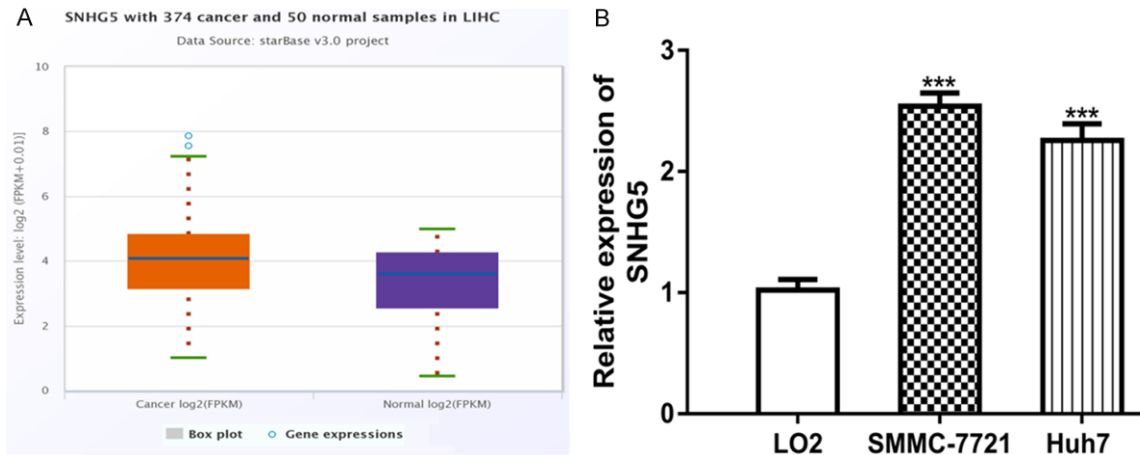 A
SNHG5 with 374 cancer and 50 normal samples in LIHC
Data Source: starBase v3.0 project
Expression level: log2 (FPKM+0.01)]
10
8
6
4
2
0
Cancer log2(FPKM)
Normal log2(FPKM)
Box plot
Gene expressions
B
Relative expression of
SNHG5
3
2
1
0
***
***
LO2
SMMC-7721
Huh7